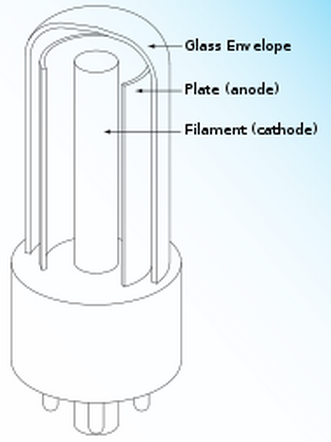 Glass Envelope
Plate (anode)
Filament (cathode)